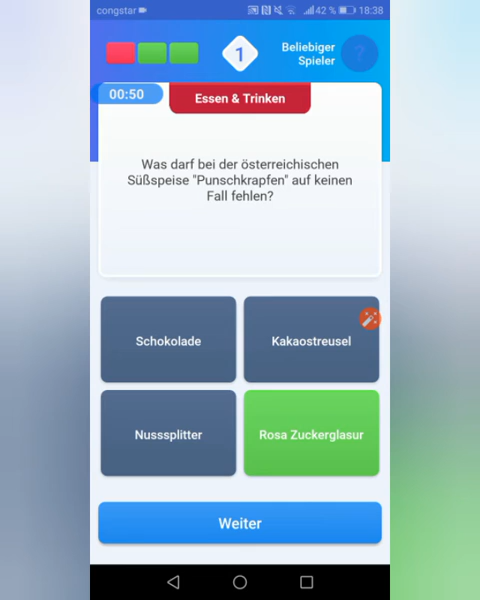 congstar
42 %
18:38
1
Beliebiger
Spieler
?
00:50
Essen & Trinken
Was darf bei der österreichischen
Süßspeise "Punschkrapfen" auf keinen
Fall fehlen?
Schokolade
Kakaostreusel
Nusssplitter
Rosa Zuckerglasur
Weiter